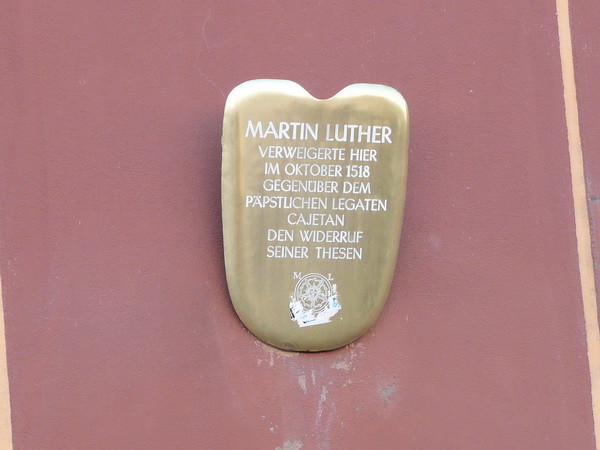 MARTIN LUTHER
VERWEIGERTE HIER
IM OKTOBER 1518
GEGENÜBER DEM
PÄPSTLICHEN LEGATEN
CAJETAN
DEN WIDERRUF
SEINER THESEN
M L